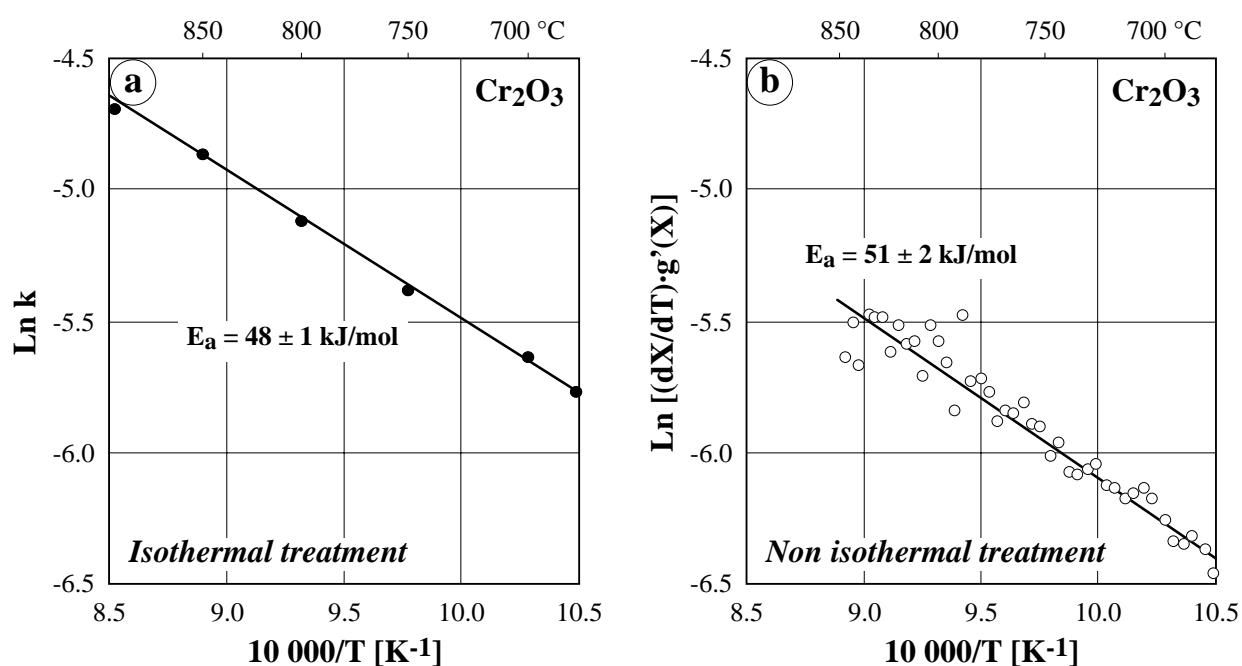 850 800 750 700 °C
-4.5
a
Cr2O3
-5.0
Ln k
-5.5
Ea = 48 ± 1 kJ/mol
-6.0
Isothermal treatment
-6.5
8.5 9.0 9.5 10.0 10.5
10 000/T [K-1]
850 800 750 700 °C
-4.5
b
Cr2O3
-5.0
Ln [(dX/dT)·g’(X)]
Ea = 51 ± 2 kJ/mol
-5.5
-6.0
Non isothermal treatment
-6.5
8.5 9.0 9.5 10.0 10.5
10 000/T [K-1]